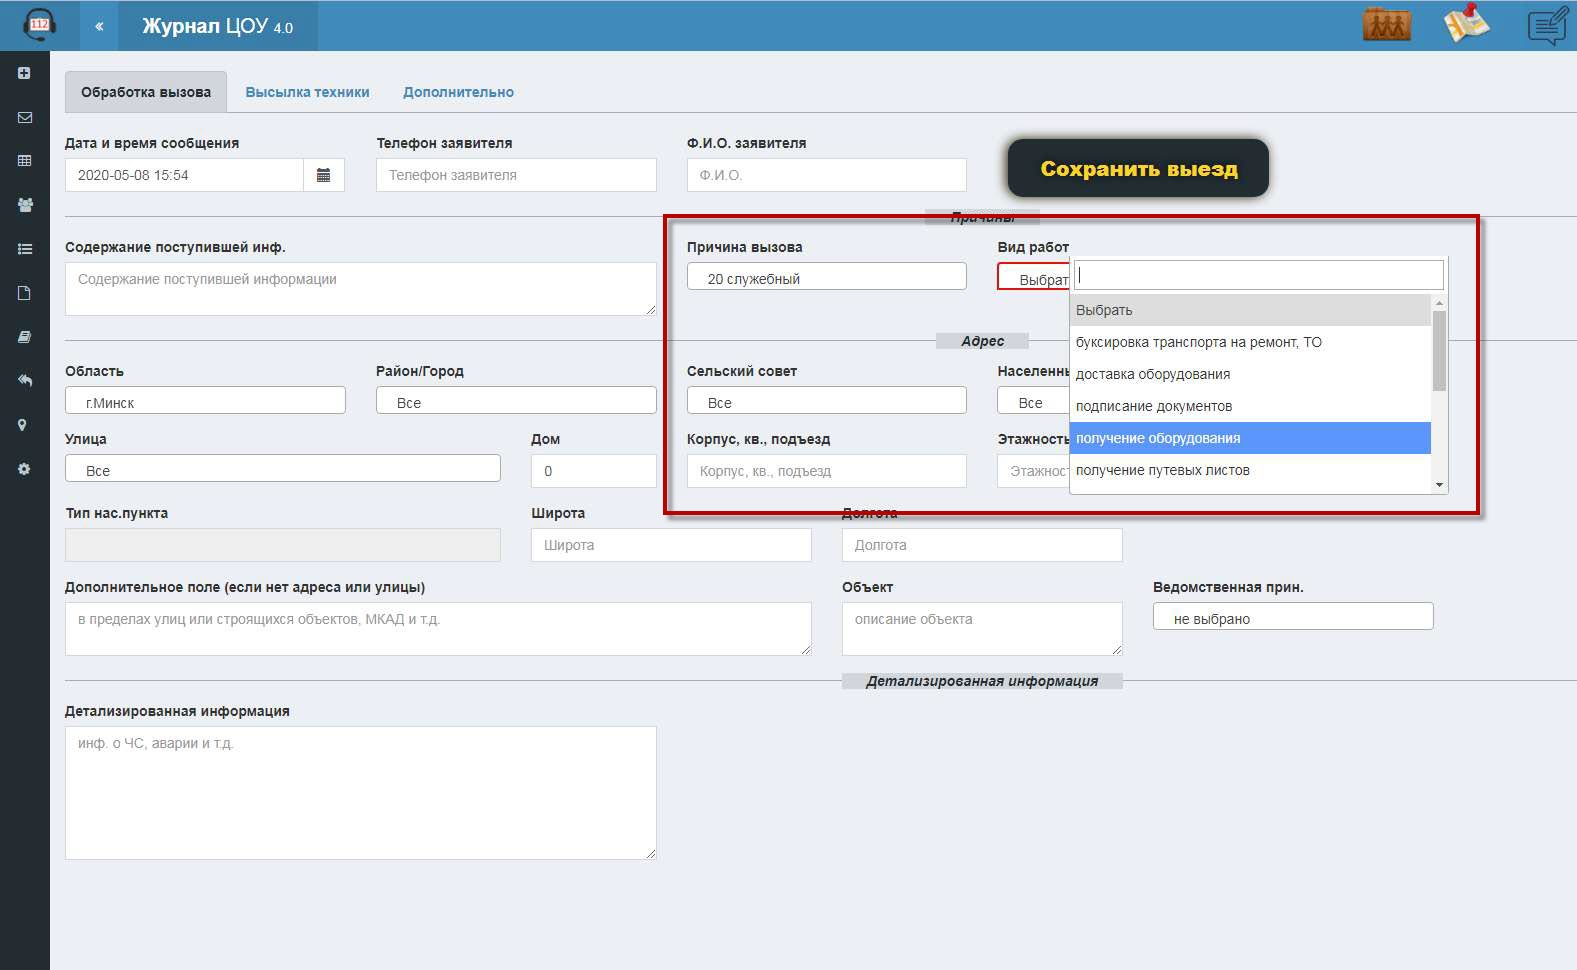 112
«
Журнал ЦОУ 4.0
Обработка вызова
Высылка техники
Дополнительно
Дата и время сообщения
Телефон заявителя
Ф.И.О. заявителя
2020-05-08 15:54
Телефон заявителя
Ф.И.О.
Сохранить выезд
Причины
Содержание поступившей инф.
Причина вызова
Вид работ
Содержание поступившей информации
20 служебный
Выбрат
Выбрать
буксировка транспорта на ремонт, ТО
доставка оборудования
подписание документов
получение оборудования
получение путевых листов
Адрес
Область
Район/Город
Сельский совет
Населенны
г.Минск
Все
Все
Все
Улица
Дом
Корпус, кв., подъезд
Этажность
Все
0
Корпус, кв., подъезд
Этажност
Тип нас.пункта
Широта
Долгота
Широта
Долгота
Дополнительное поле (если нет адреса или улицы)
Объект
Ведомственная прин.
в пределах улиц или строящихся объектов, МКАД и т.д.
описание объекта
не выбрано
Детализированная информация
Детализированная информация
инф. о ЧС, аварии и т.д.